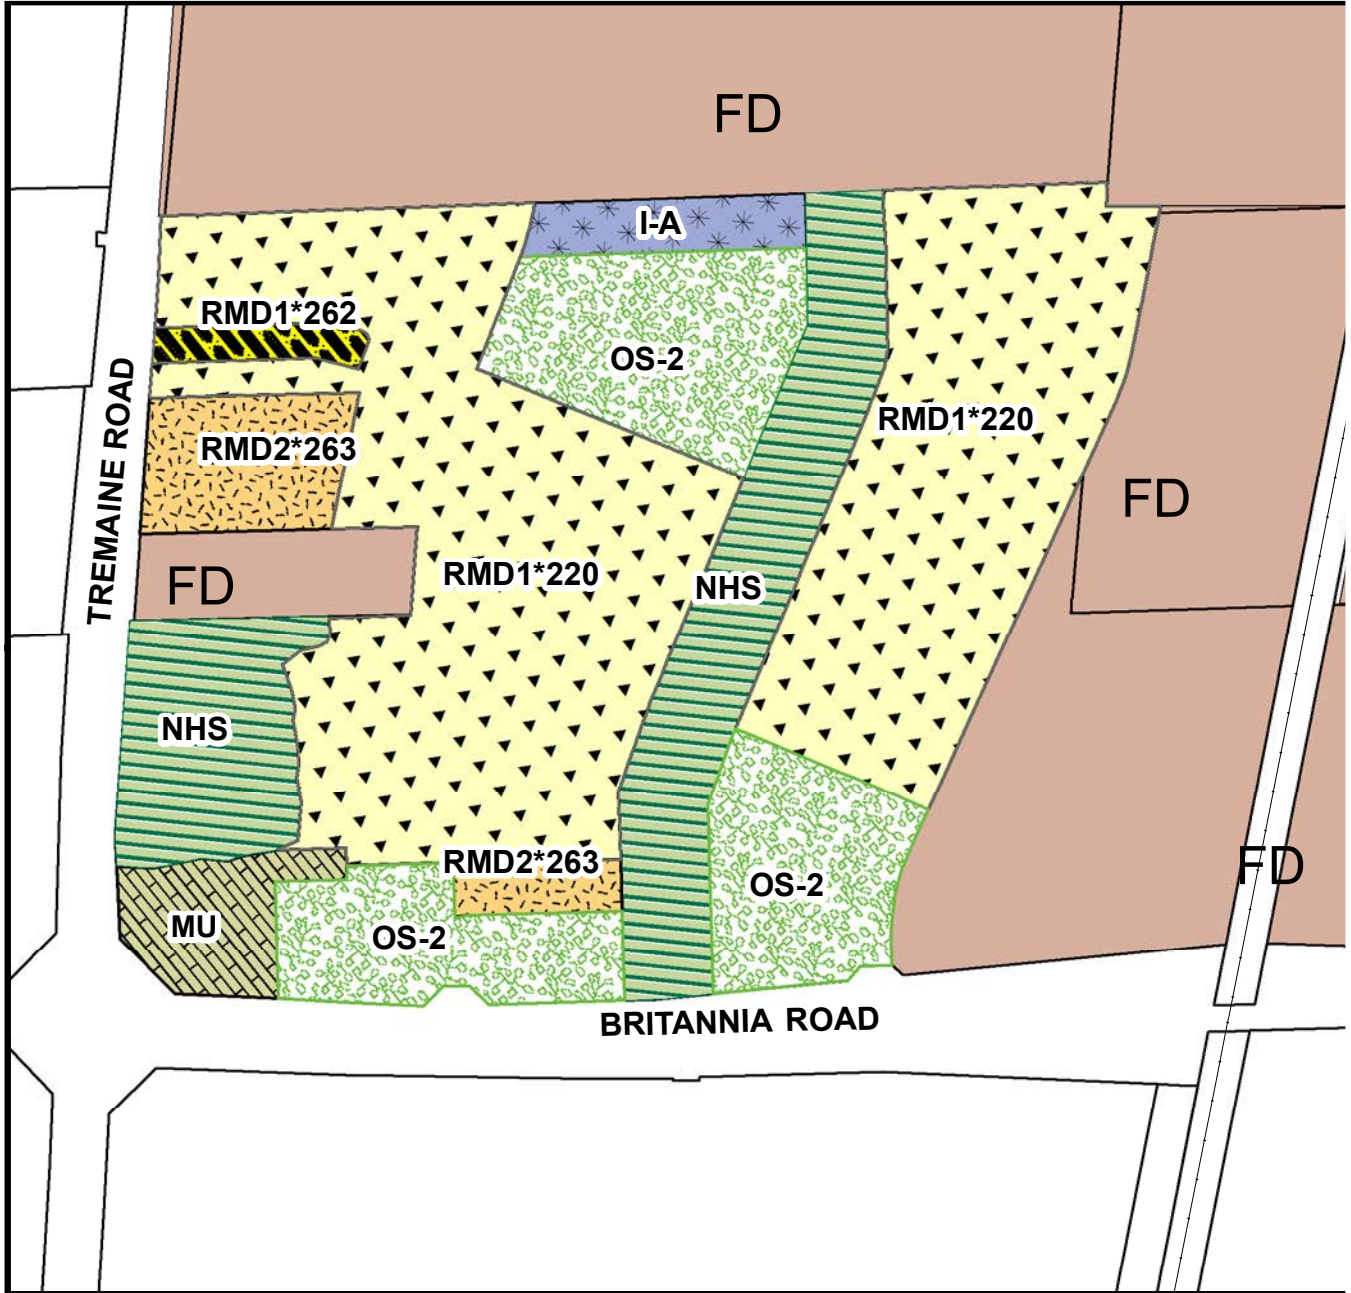 FD
I-A
RMD1*262
OS-2
RMD1*220
RMD2*263
FD
TREMAINE ROAD
RMD1*220
FD
NHS
NHS
RMD2*263
FD
OS-2
MU
OS-2
BRITANNIA ROAD